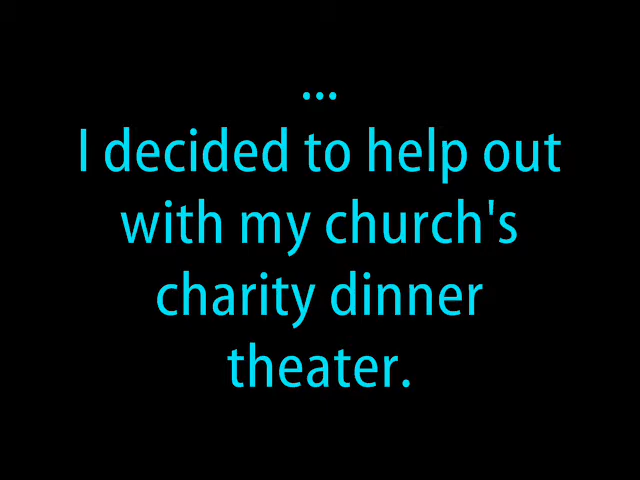 ...
I decided to help out
with my church's
charity dinner
theater.